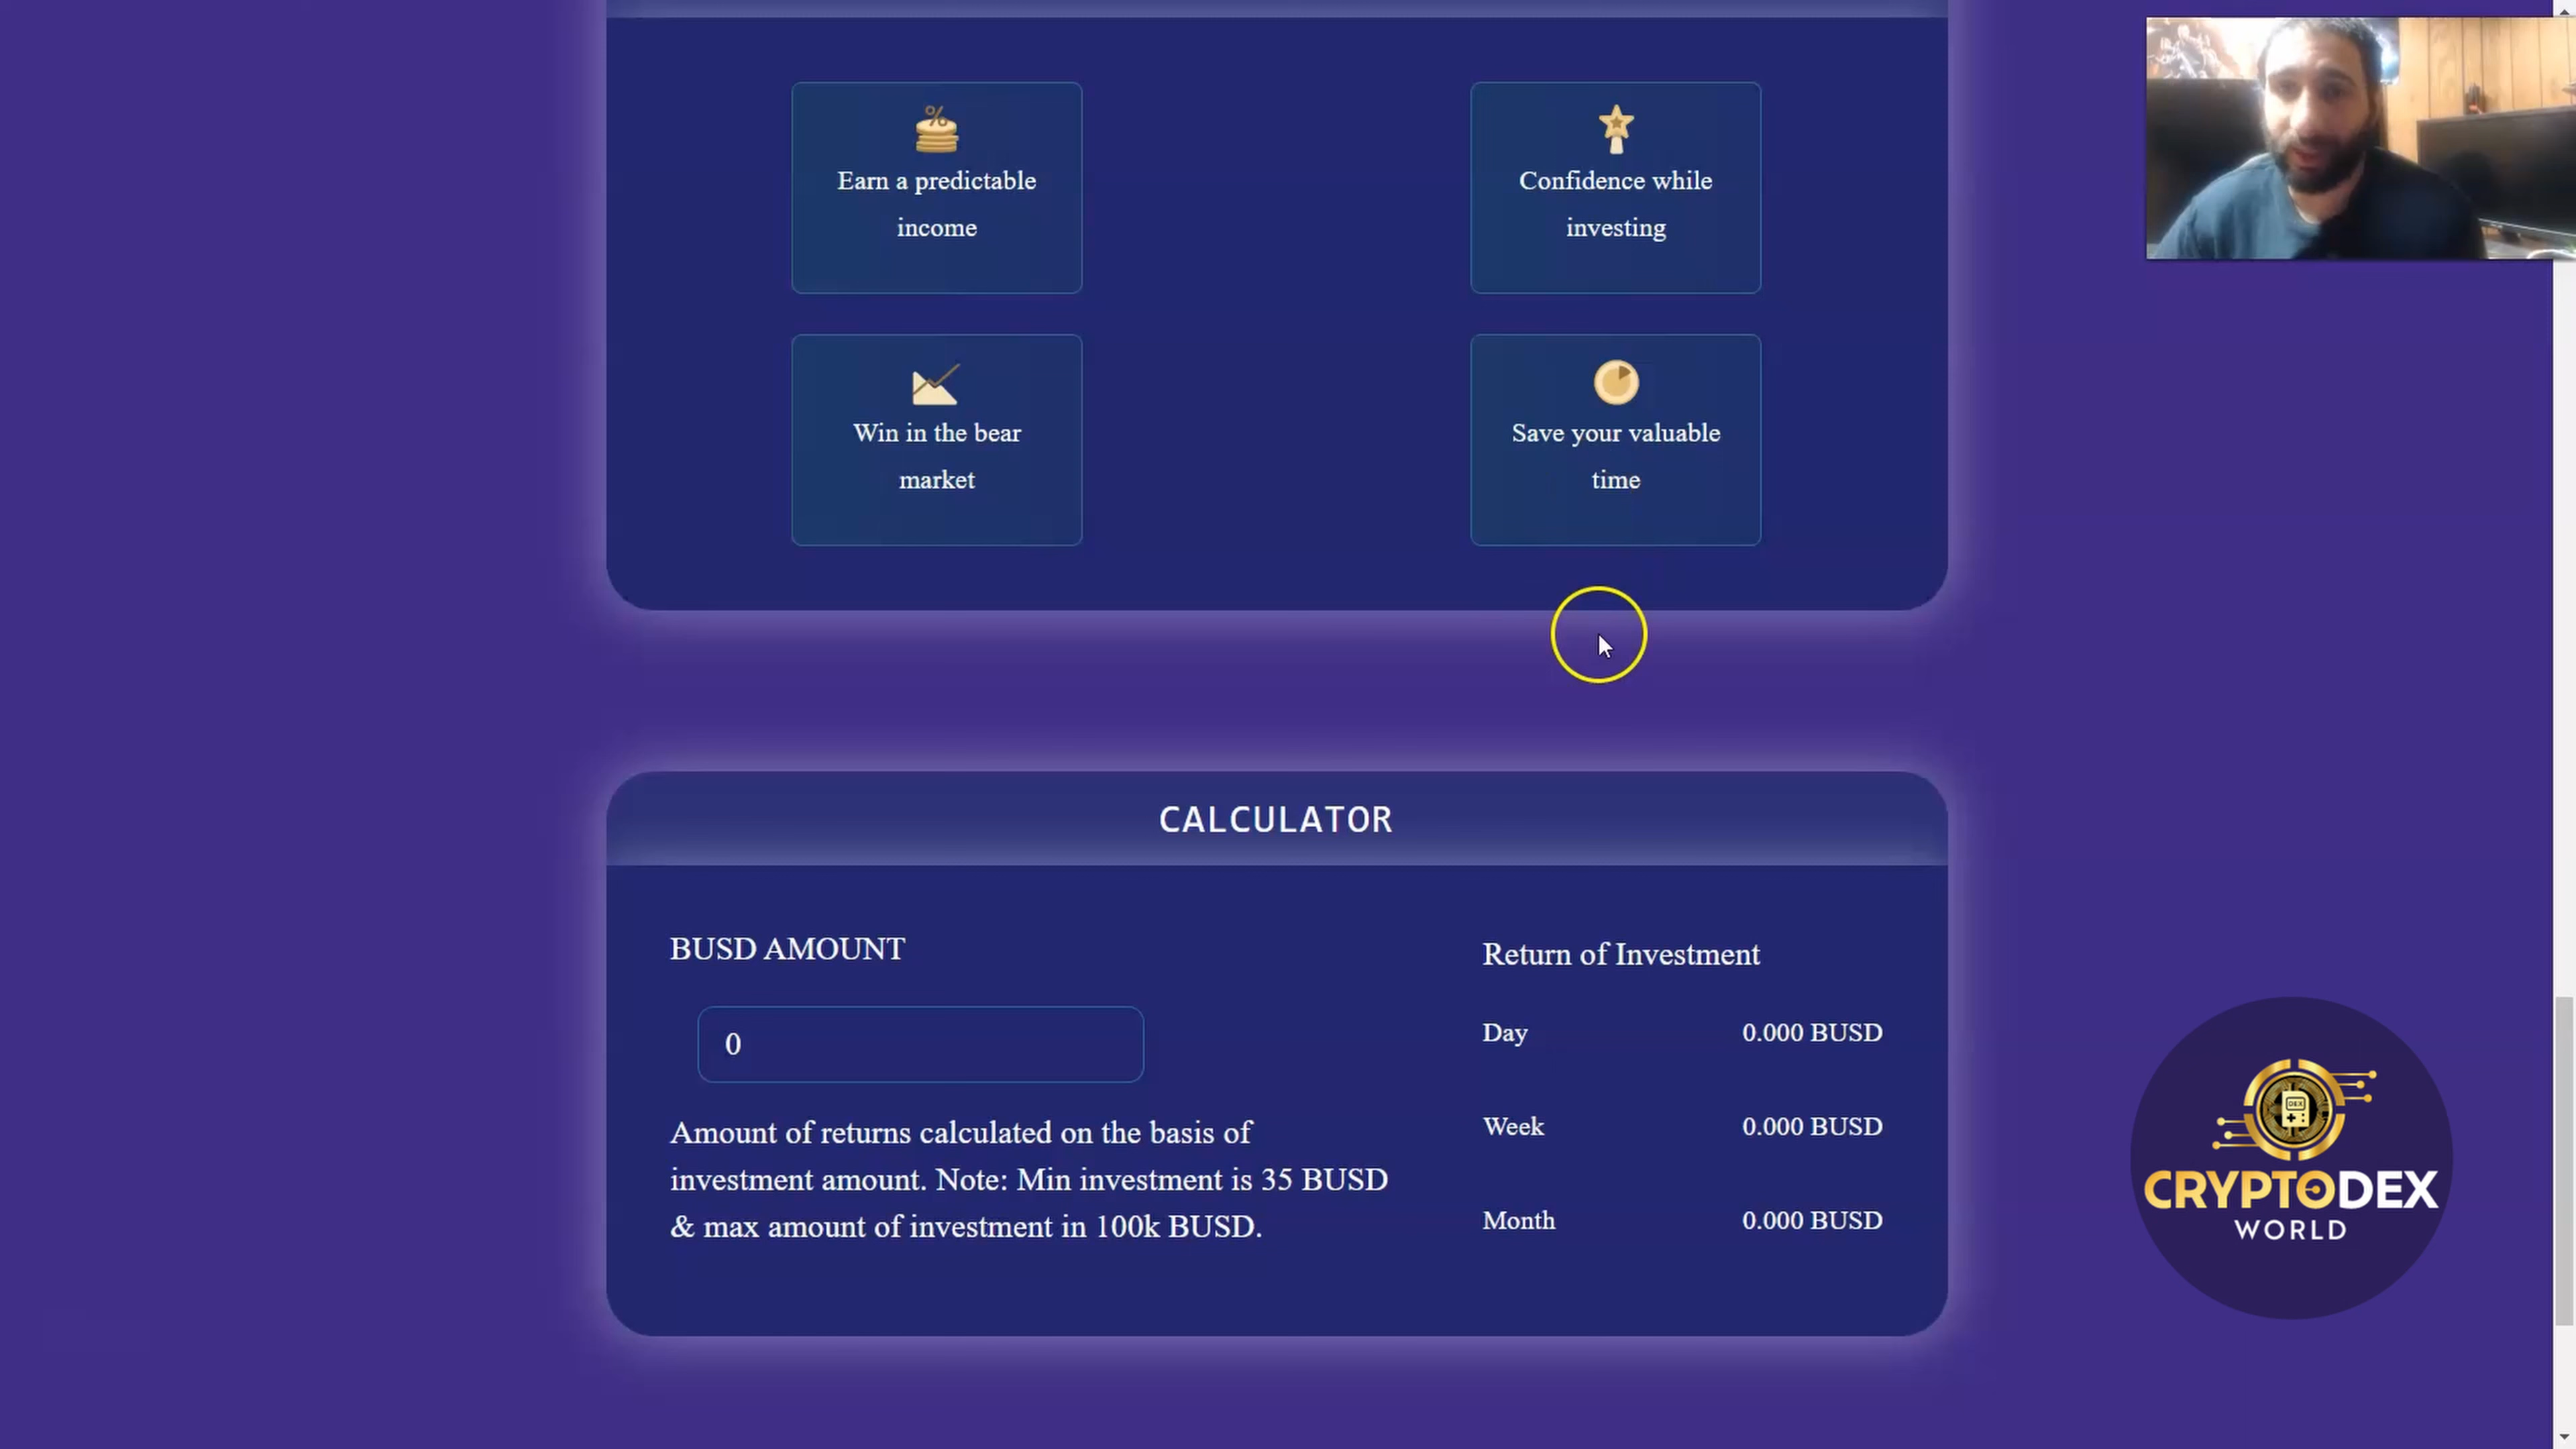 Earn a predictable
income
Confidence while
investing
Win in the bear
market
Save your valuable
time
CALCULATOR
BUSD AMOUNT
0
Amount of returns calculated on the basis of
investment amount. Note: Min investment is 35 BUSD
& max amount of investment in 100k BUSD.
Return of Investment
Day 0.000 BUSD
Week 0.000 BUSD
Month 0.000 BUSD
DEX
CRYPTODEX
WORLD